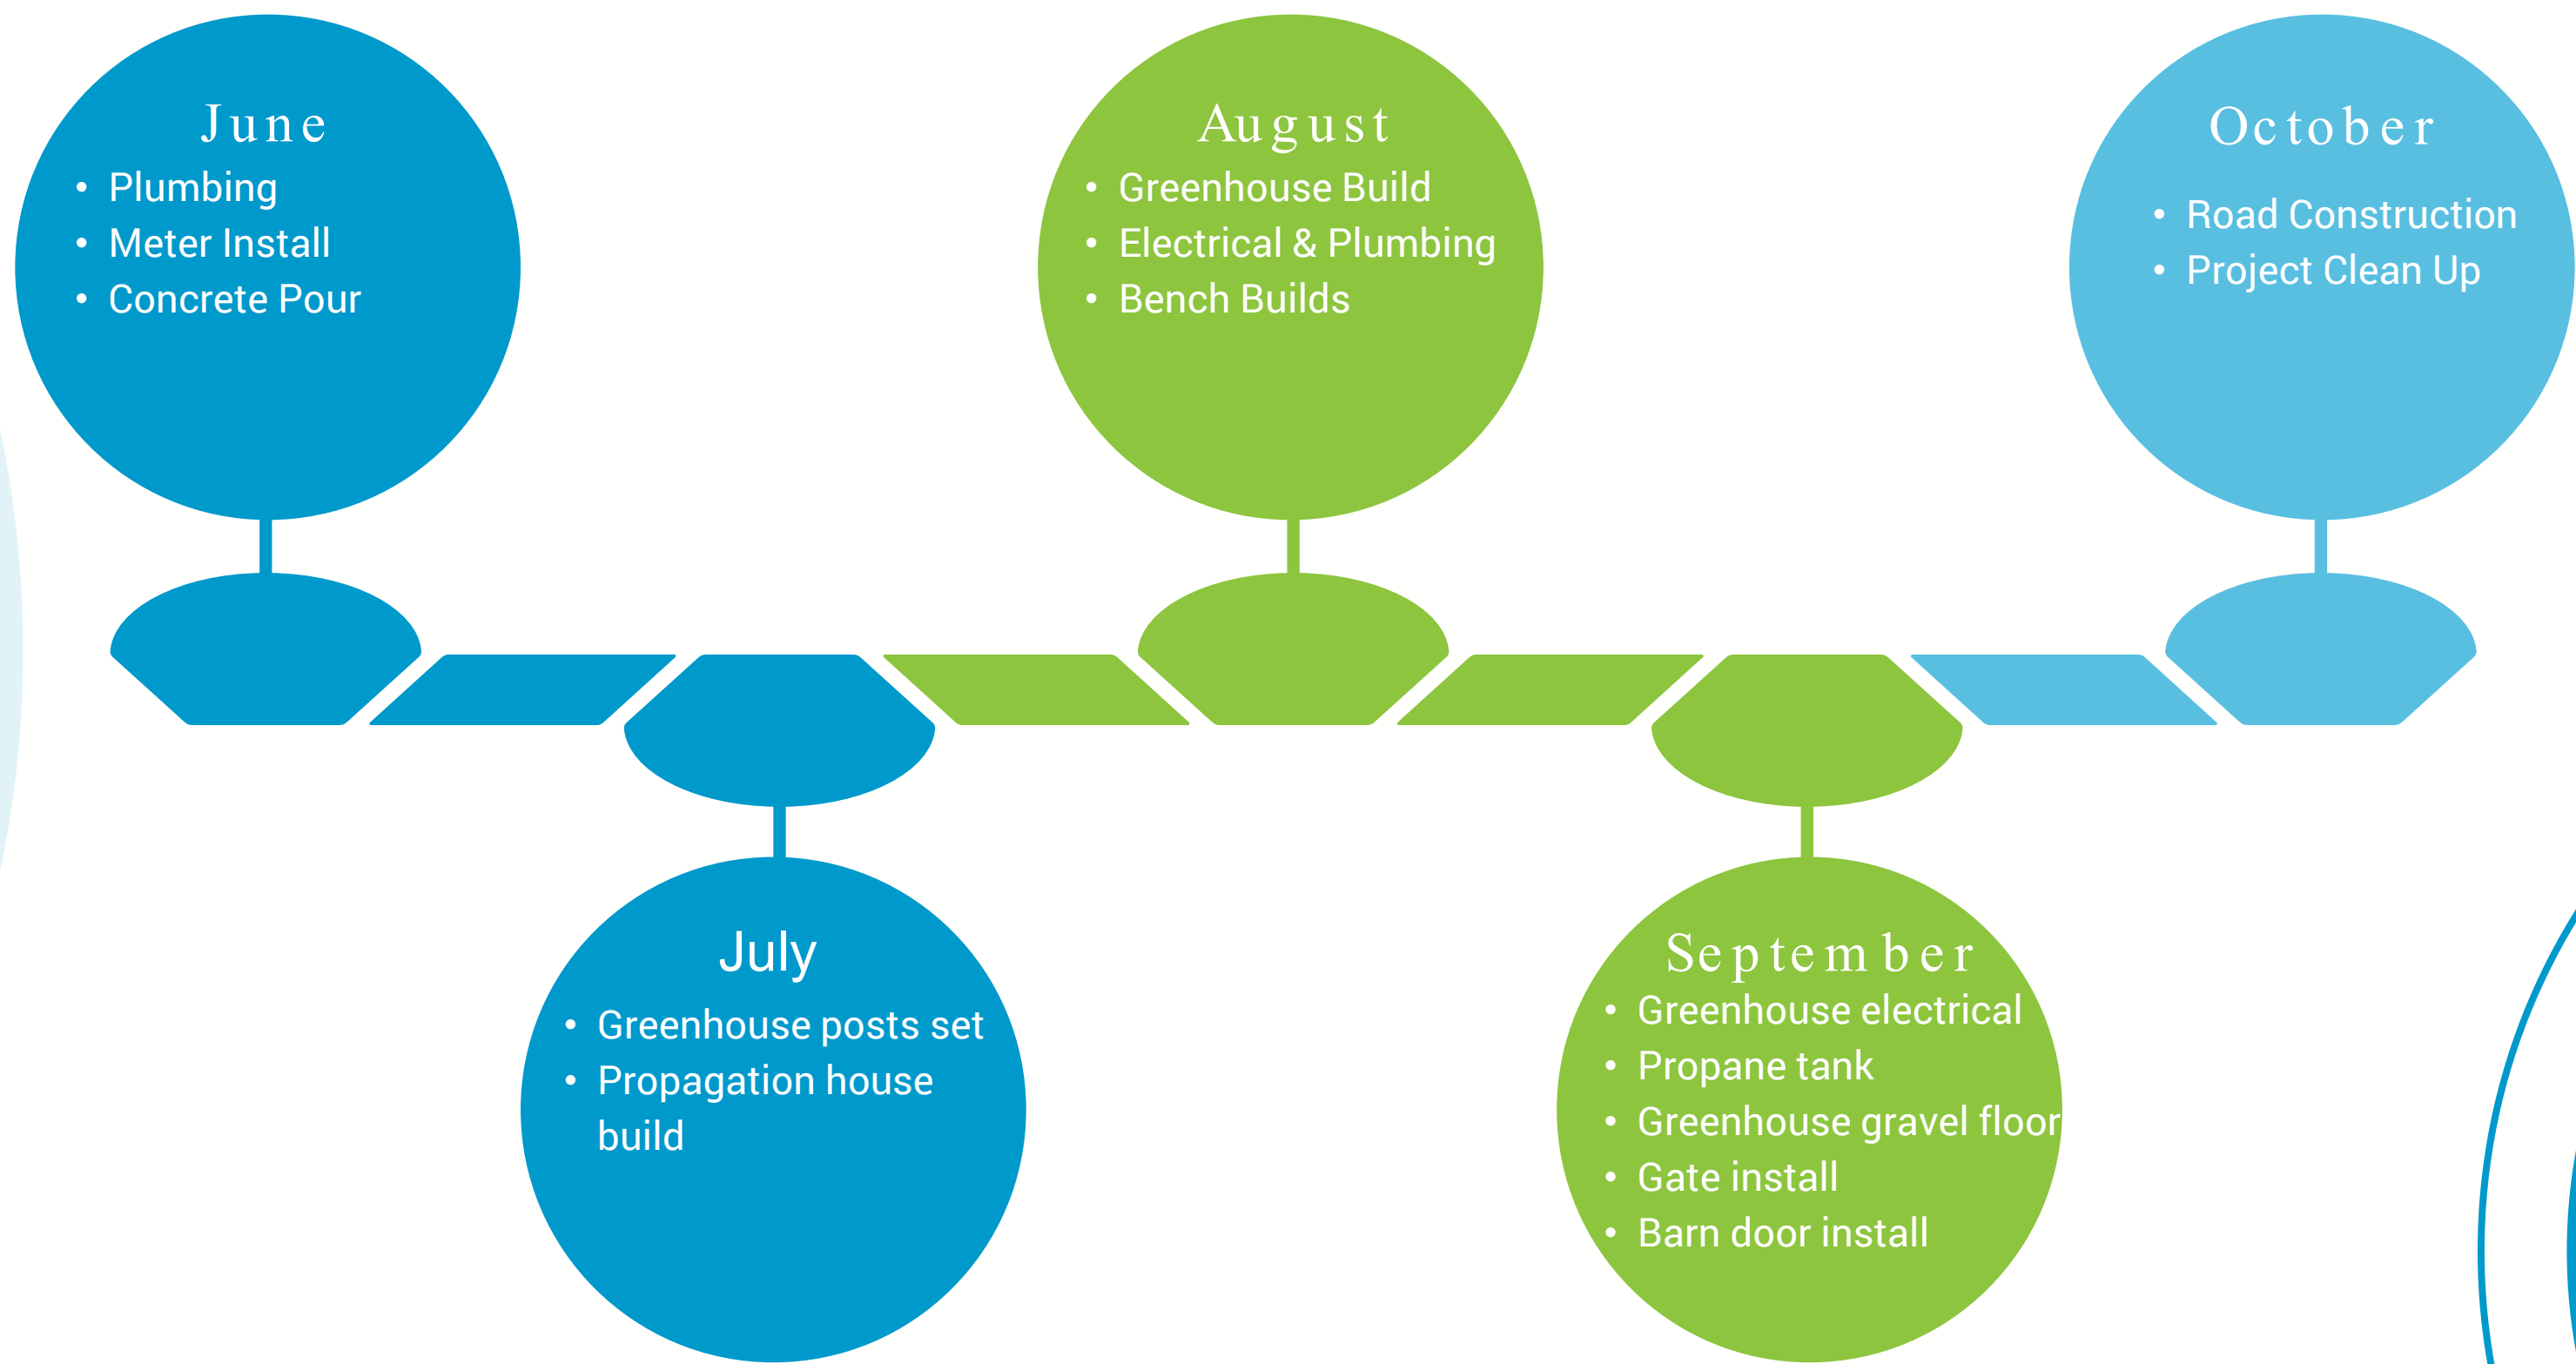 June
• Plumbing
• Meter Install
• Concrete Pour
July
• Greenhouse posts set
• Propagation house
build
August
• Greenhouse Build
• Electrical & Plumbing
• Bench Builds
September
• Greenhouse electrical
• Propane tank
• Greenhouse gravel floor
• Gate install
• Barn door install
October
• Road Construction
• Project Clean Up